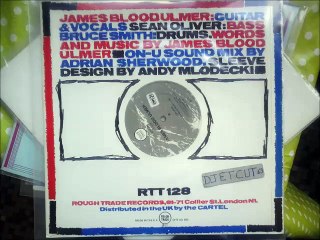 JAMES BLOOD ULMER:GUITAR
& VOCALS SEAN OLIVER:BASS
BRUCE SMITH:DRUMS.WORDS
AND MUSIC BY JAMES BLOOD
ULMER ON-U SOUND MIX BY
ADRIAN SHERWOOD. SLEEVE
DESIGN BY ANDY MLODECKI
DJ ETCUT
RTT 128
ROUGH TRADE RECORDS,61-71 Collier St.London N1.
Distributed in the UK by the CARTEL